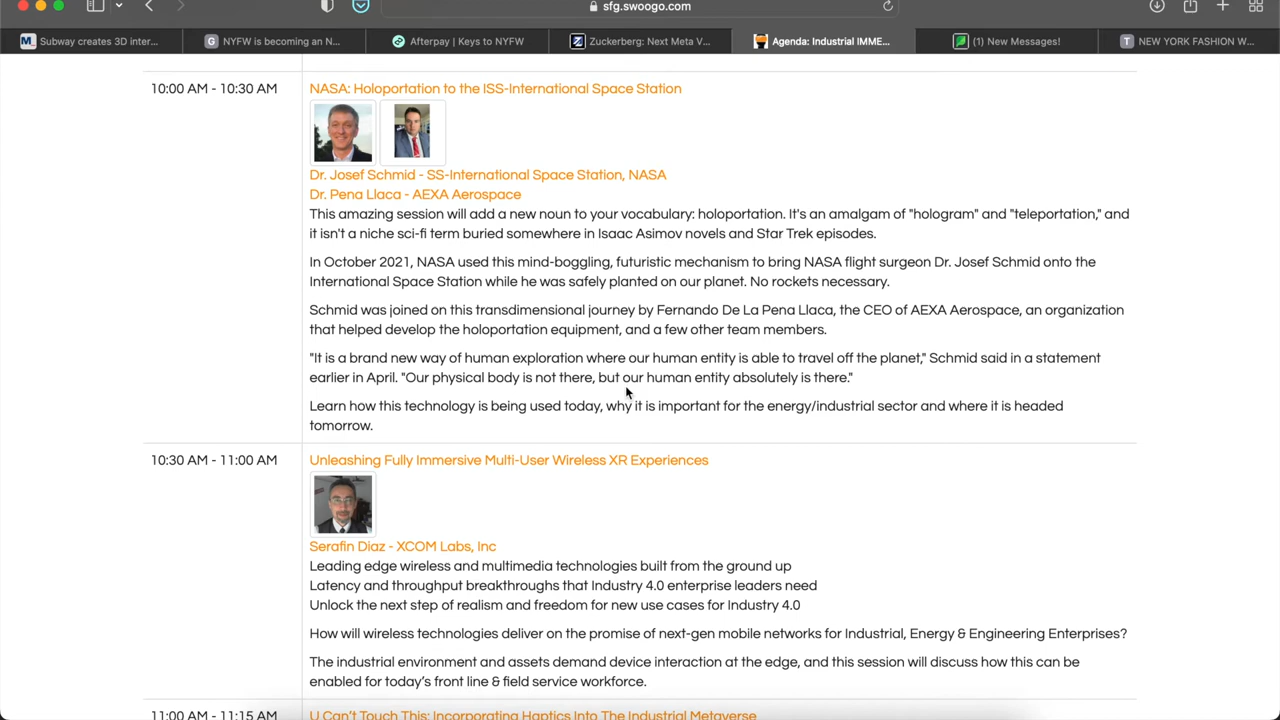 sfg.swoogo.com
Subway creates 3D inter...
NYFW is becoming an N...
Afterpay | Keys to NYFW
Zuckerberg: Next Meta V...
Agenda: Industrial IMME...
(1) New Messages!
NEW YORK FASHION W...
10:00 AM - 10:30 AM
NASA: Holoportation to the ISS-International Space Station
Dr. Josef Schmid - SS-International Space Station, NASA
Dr. Pena Llaca - AEXA Aerospace
This amazing session will add a new noun to your vocabulary: holoportation. It's an amalgam of "hologram" and "teleportation," and
it isn't a niche sci-fi term buried somewhere in Isaac Asimov novels and Star Trek episodes.
In October 2021, NASA used this mind-boggling, futuristic mechanism to bring NASA flight surgeon Dr. Josef Schmid onto the
International Space Station while he was safely planted on our planet. No rockets necessary.
Schmid was joined on this transdimensional journey by Fernando De La Pena Llaca, the CEO of AEXA Aerospace, an organization
that helped develop the holoportation equipment, and a few other team members.
"It is a brand new way of human exploration where our human entity is able to travel off the planet," Schmid said in a statement
earlier in April. "Our physical body is not there, but our human entity absolutely is there."
Learn how this technology is being used today, why it is important for the energy/industrial sector and where it is headed
tomorrow.
10:30 AM - 11:00 AM
Unleashing Fully Immersive Multi-User Wireless XR Experiences
Serafin Diaz - XCOM Labs, Inc
Leading edge wireless and multimedia technologies built from the ground up
Latency and throughput breakthroughs that Industry 4.0 enterprise leaders need
Unlock the next step of realism and freedom for new use cases for Industry 4.0
How will wireless technologies deliver on the promise of next-gen mobile networks for Industrial, Energy & Engineering Enterprises?
The industrial environment and assets demand device interaction at the edge, and this session will discuss how this can be
enabled for today's front line & field service workforce.
11:00 AM - 11:15 AM
U Can't Touch This: Incorporating Haptics Into The Industrial Metaverse